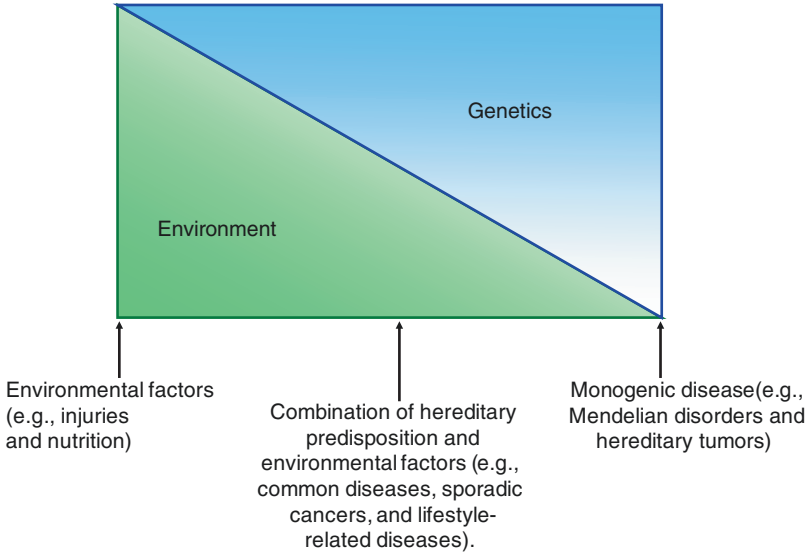 Genetics
Environment
Environmental factors
(e.g., injuries
and nutrition)
Combination of hereditary
predisposition and
environmental factors (e.g.,
common diseases, sporadic
cancers, and lifestyle-
related diseases).
Monogenic disease(e.g.,
Mendelian disorders and
hereditary tumors)